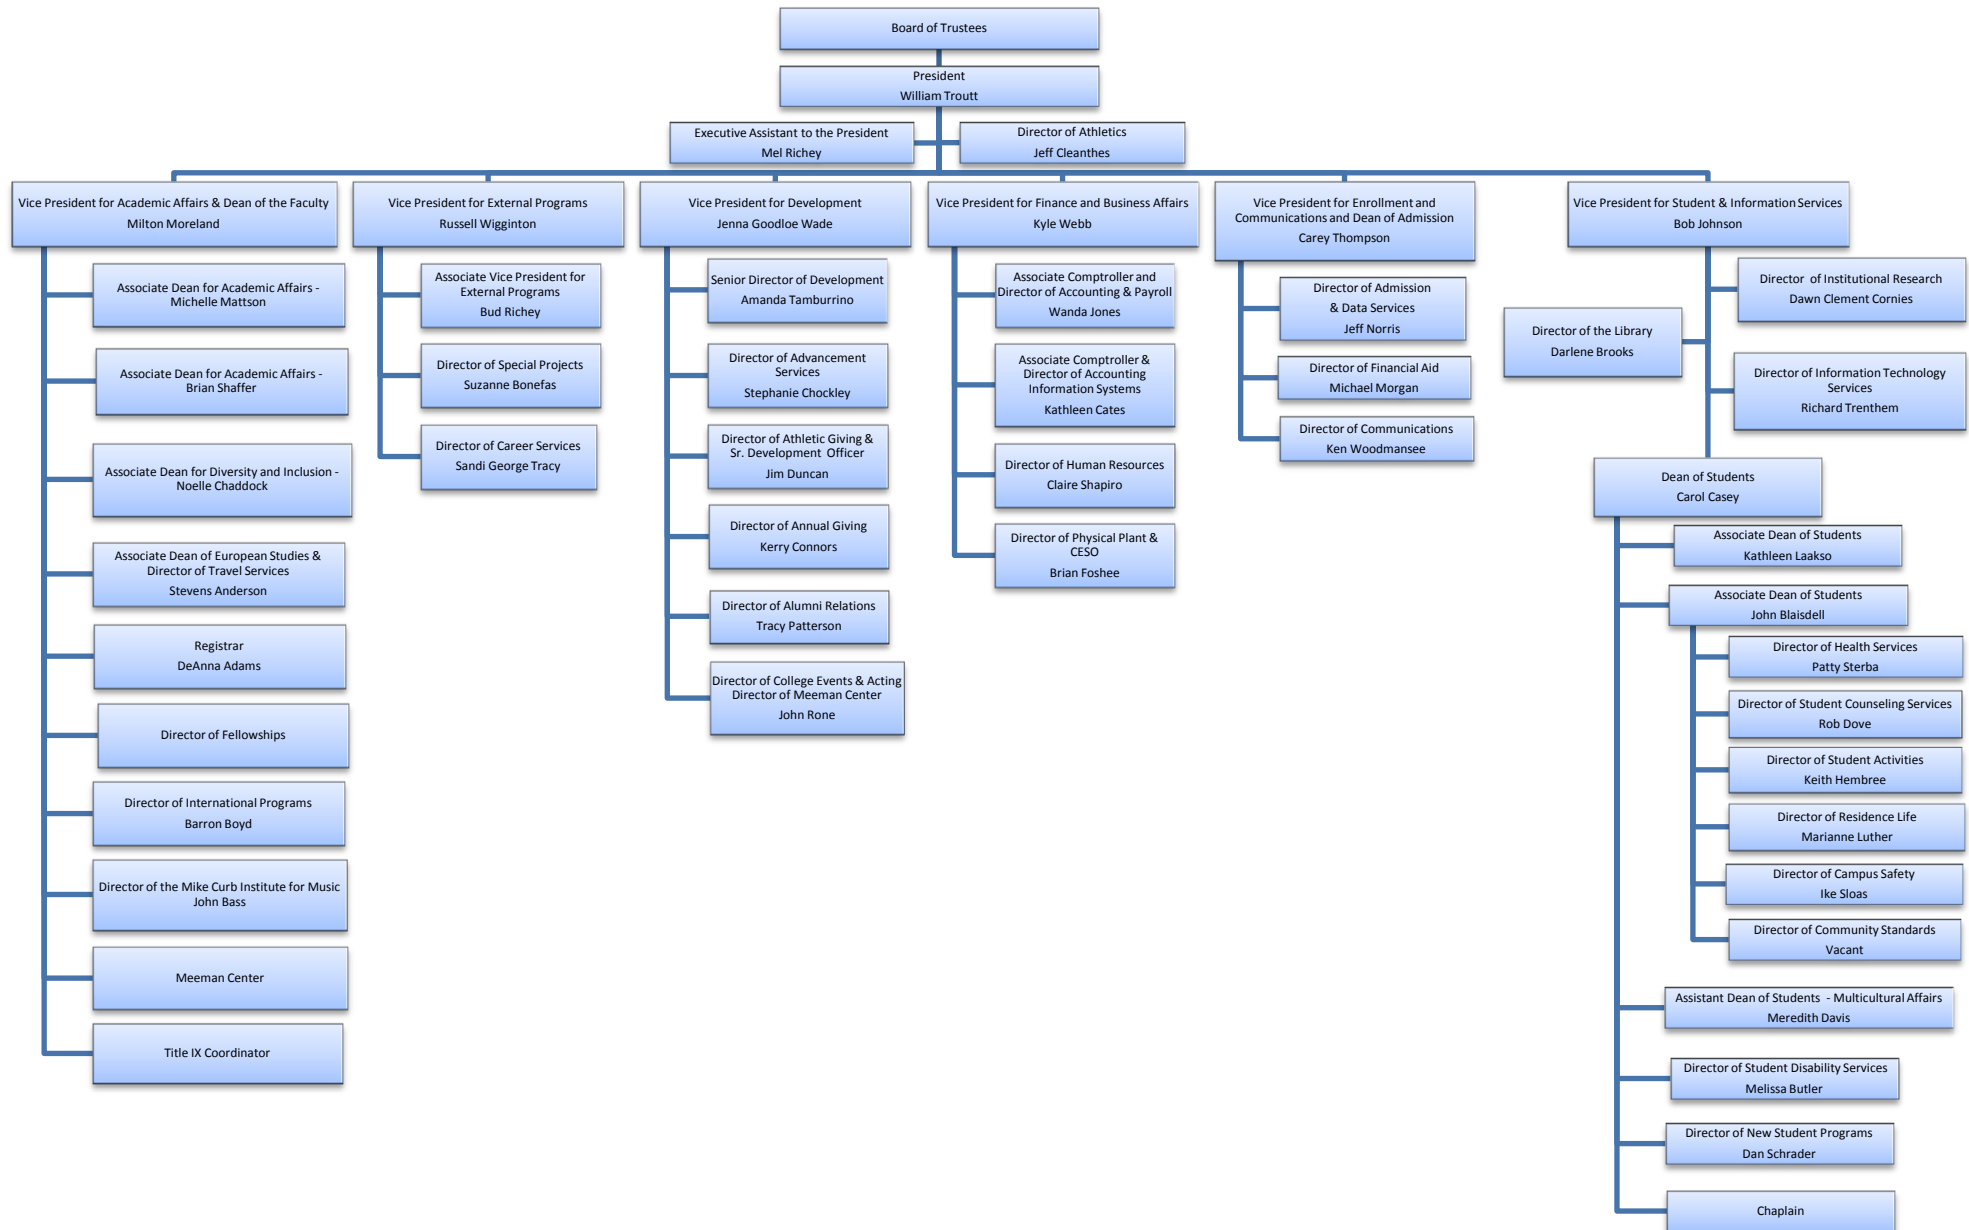 Board of Trustees
President
William Troutt
Executive Assistant to the President
Mel Richey
Director of Athletics
Jeff Cleanthes
Vice President for Academic Affairs & Dean of the Faculty
Milton Moreland
Associate Dean for Academic Affairs -
Michelle Mattson
Associate Dean for Academic Affairs -
Brian Shaffer
Associate Dean for Diversity and Inclusion -
Noelle Chaddock
Associate Dean of European Studies &
Director of Travel Services
Stevens Anderson
Registrar
DeAnna Adams
Director of Fellowships
Director of International Programs
Barron Boyd
Director of the Mike Curb Institute for Music
John Bass
Meeman Center
Title IX Coordinator
Vice President for External Programs
Russell Wigginton
Associate Vice President for
External Programs
Bud Richey
Director of Special Projects
Suzanne Bonefas
Director of Career Services
Sandi George Tracy
Vice President for Development
Jenna Goodloe Wade
Senior Director of Development
Amanda Tamburrino
Director of Advancement
Services
Stephanie Chockley
Director of Athletic Giving &
Sr. Development Officer
Jim Duncan
Director of Annual Giving
Kerry Connors
Director of Alumni Relations
Tracy Patterson
Director of College Events & Acting
Director of Meeman Center
John Rone
Vice President for Finance and Business Affairs
Kyle Webb
Associate Comptroller and
Director of Accounting & Payroll
Wanda Jones
Associate Comptroller &
Director of Accounting
Information Systems
Kathleen Cates
Director of Human Resources
Claire Shapiro
Director of Physical Plant &
CESO
Brian Foshee
Vice President for Enrollment and
Communications and Dean of Admission
Carey Thompson
Director of Admission
& Data Services
Jeff Norris
Director of Financial Aid
Michael Morgan
Director of Communications
Ken Woodmansee
Vice President for Student & Information Services
Bob Johnson
Director of Institutional Research
Dawn Clement Cornies
Director of the Library
Darlene Brooks
Director of Information Technology
Services
Richard Trenthem
Dean of Students
Carol Casey
Associate Dean of Students
Kathleen Laakso
Associate Dean of Students
John Blaisdell
Director of Health Services
Patty Sterba
Director of Student Counseling Services
Rob Dove
Director of Student Activities
Keith Hembree
Director of Residence Life
Marianne Luther
Director of Campus Safety
Ike Sloas
Director of Community Standards
Vacant
Assistant Dean of Students - Multicultural Affairs
Meredith Davis
Director of Student Disability Services
Melissa Butler
Director of New Student Programs
Dan Schrader
Chaplain